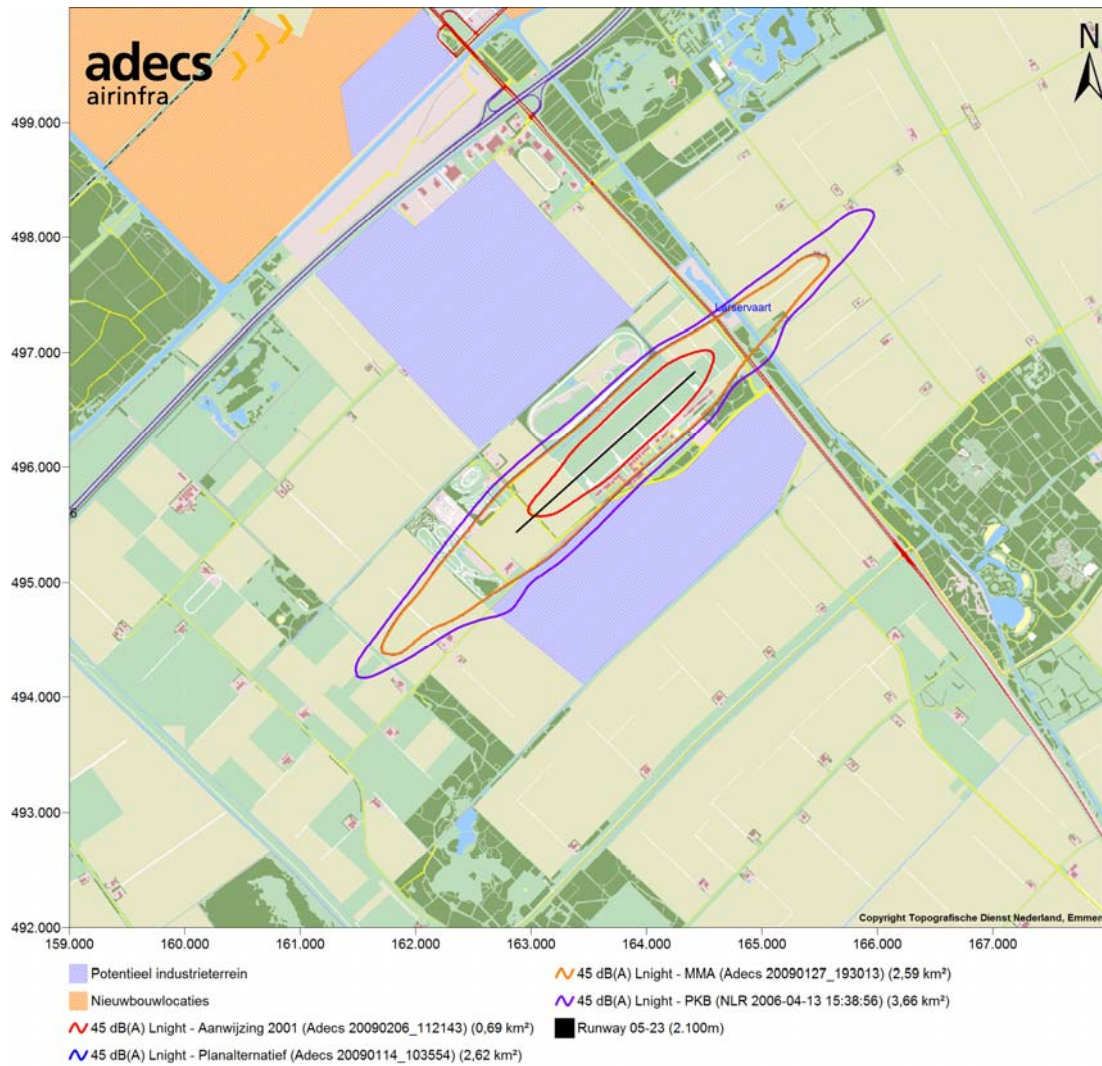 adecs
airinfra
N
499.000
498.000
497.000
496.000
495.000
494.000
493.000
492.000
Larservaart
6
Copyright Topografische Dienst Nederland, Emmen
159.000 160.000 161.000 162.000 163.000 164.000 165.000 166.000 167.000
Potentieel industrieterrein
Nieuwbouwlocaties
45 dB(A) Lnight - Aanwijzing 2001 (Adecs 20090206_112143) (0,69 km²)
45 dB(A) Lnight - Planalternatief (Adecs 20090114_103554) (2,62 km²)
45 dB(A) Lnight - MMA (Adecs 20090127_193013) (2,59 km²)
45 dB(A) Lnight - PKB (NLR 2006-04-13 15:38:56) (3,66 km²)
Runway 05-23 (2.100m)